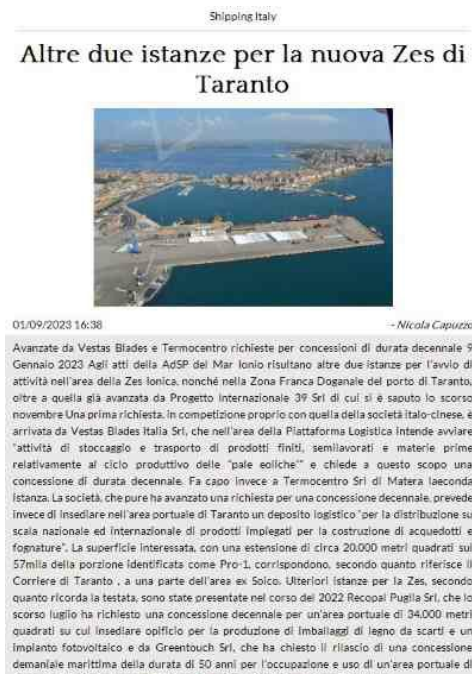 Shipping Italy
Altre due istanze per la nuova Zes di
Taranto
01/09/2023 16:38
- Nicola Capuzzo
Avanzate da Vestas Blades e Termocentro richieste per concessioni di durata decennale 9
Gennaio 2023 Agli atti della AdSP del Mar Ionio risultano altre due istanze per l'avvio di
attività nell'area della Zes Ionica, nonché nella Zona Franca Doganale del porto di Taranto,
oltre a quella già avanzata da Progetto Internazionale 39 Srl di cui si è saputo lo scorso
novembre Una prima richiesta, in competizione proprio con quella della società italo-cinese, è
arrivata da Vestas Blades Italia Srl, che nell'area della Piattaforma Logistica intende avviare
"attività di stoccaggio e trasporto di prodotti finiti, semilavorati e materie prime
relativamente al ciclo produttivo delle "pale eoliche"" e chiede a questo scopo una
concessione di durata decennale. Fa capo invece a Termocentro Srl di Matera laeconda
istanza. La società, che pure ha avanzato una richiesta per una concessione decennale, prevede
invece di insediare nell'area portuale di Taranto un deposito logistico "per la distribuzione su
scala nazionale ed internazionale di prodotti impiegati per la costruzione di acquedotti e
fognature". La superficie interessata, con una estensione di circa 20.000 metri quadrati sui
57mila della porzione identificata come Pro-1, corrispondono, secondo quanto riferisce il
Corriere di Taranto , a una parte dell'area ex Soico. Ulteriori istanze per la Zes, secondo
quanto ricorda la testata, sono state presentate nel corso del 2022 Recopal Puglia Srl, che lo
scorso luglio ha richiesto una concessione decennale per un'area portuale di 34.000 metri
quadrati su cui insediare opificio per la produzione di imballaggi di legno da scarti e un
impianto fotovoltaico e da Greentouch Srl, che ha chiesto il rilascio di una concessione
demaniale marittima della durata di 50 anni per l'occupazione e uso di un'area portuale di